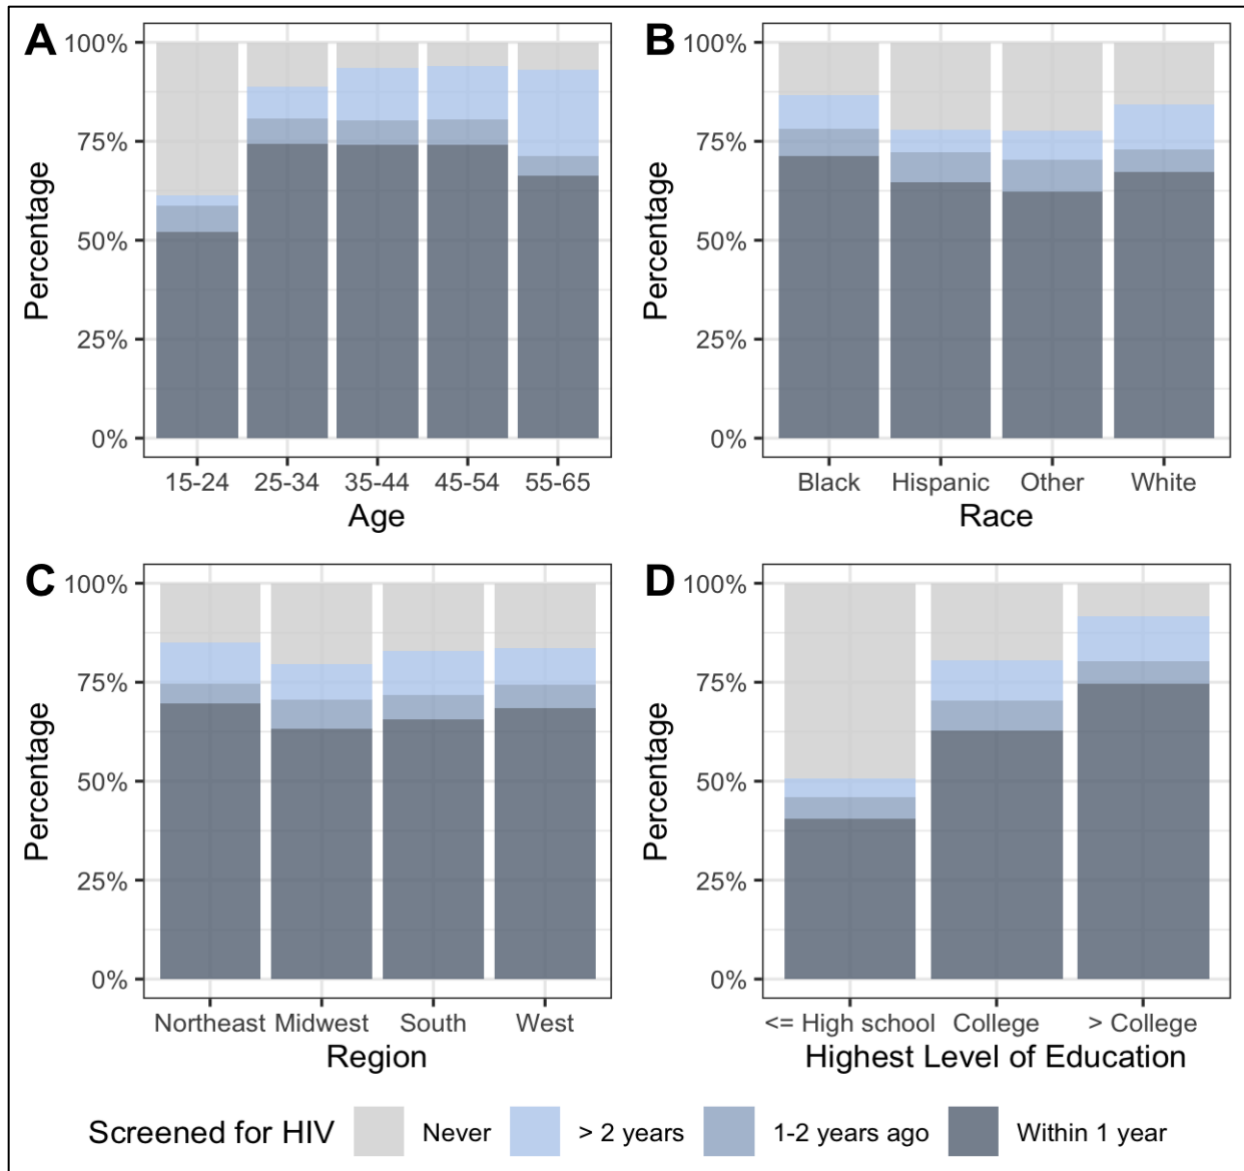 A
100%
75%
50%
25%
0%
Percentage
15-24 25-34 35-44 45-54 55-65
Age
B
100%
75%
50%
25%
0%
Percentage
Black Hispanic Other White
Race
C
100%
75%
50%
25%
0%
Percentage
Northeast Midwest South West
Region
D
100%
75%
50%
25%
0%
Percentage
<= High school College > College
Highest Level of Education
Screened for HIV Never > 2 years 1-2 years ago Within 1 year